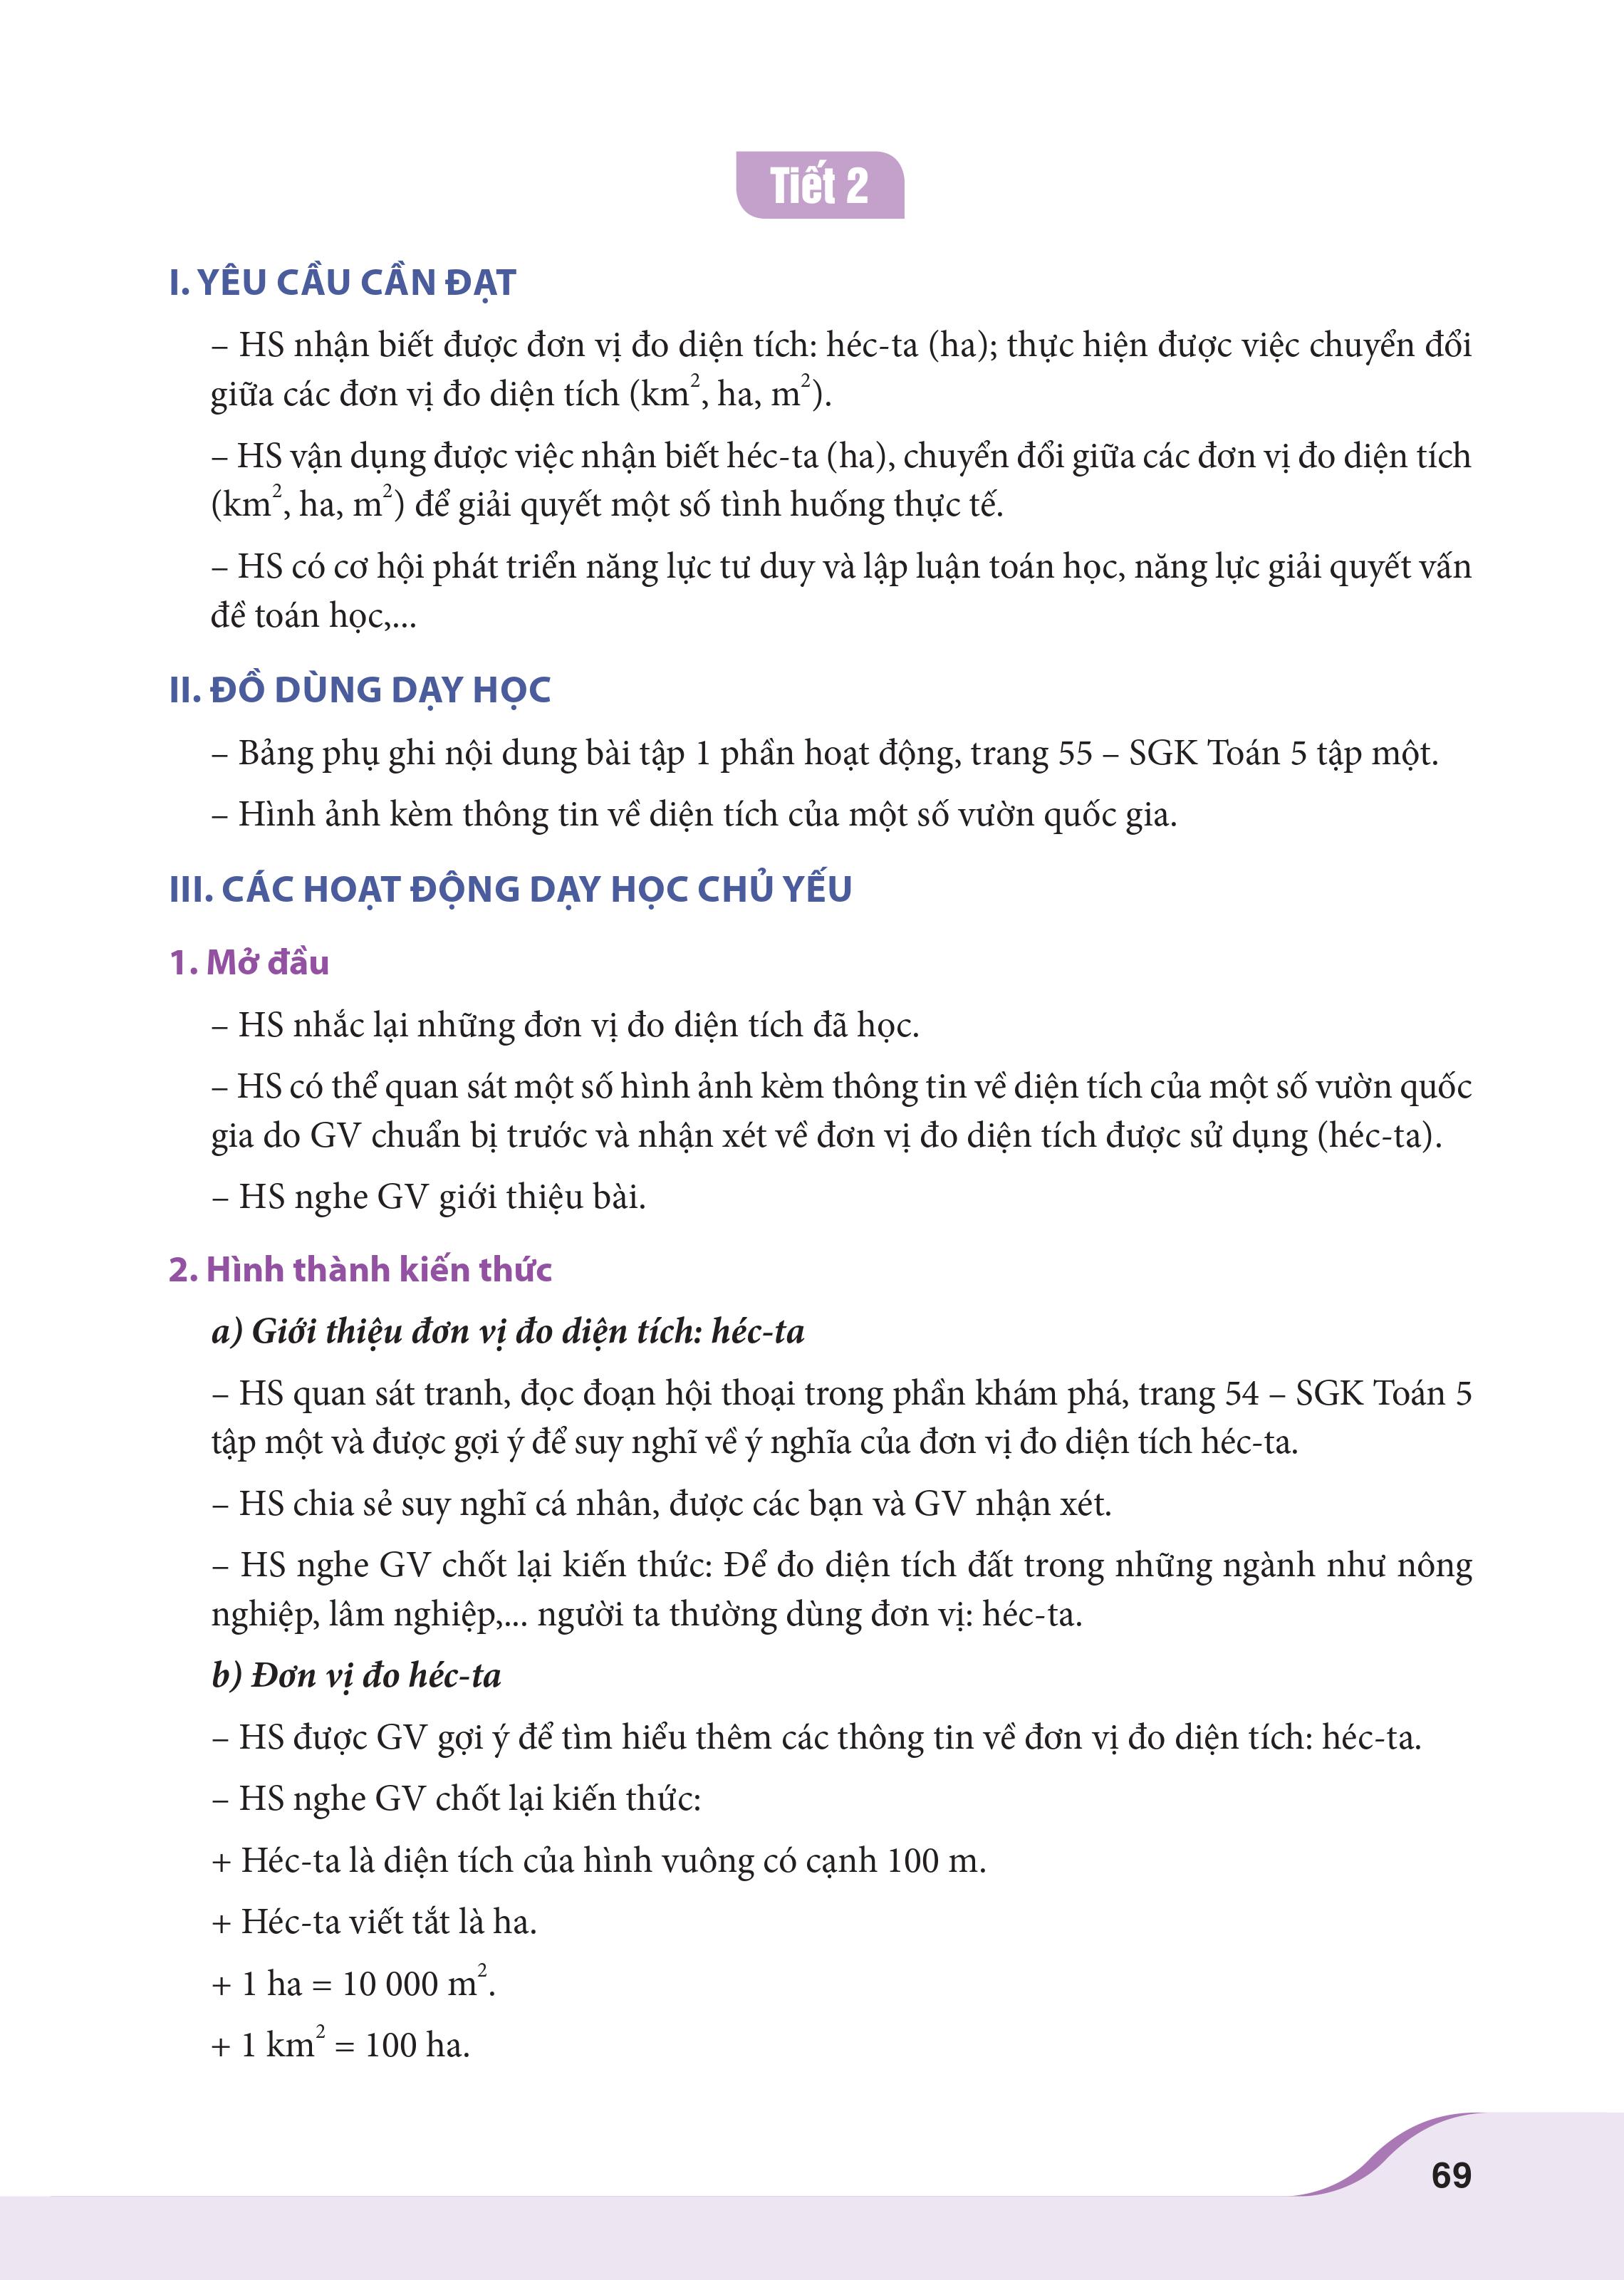 Tiết 2
I. YÊU CẦU CẦN ĐẠT
– HS nhận biết được đơn vị đo diện tích: héc-ta (ha); thực hiện được việc chuyển đổi
giữa các đơn vị đo diện tích (km², ha, m²).
– HS vận dụng được việc nhận biết héc-ta (ha), chuyển đổi giữa các đơn vị đo diện tích
(km², ha, m²) để giải quyết một số tình huống thực tế.
– HS có cơ hội phát triển năng lực tư duy và lập luận toán học, năng lực giải quyết vấn
đề toán học,...
II. ĐỒ DÙNG DẠY HỌC
– Bảng phụ ghi nội dung bài tập 1 phần hoạt động, trang 55 – SGK Toán 5 tập một.
– Hình ảnh kèm thông tin về diện tích của một số vườn quốc gia.
III. CÁC HOẠT ĐỘNG DẠY HỌC CHỦ YẾU
1. Mở đầu
– HS nhắc lại những đơn vị đo diện tích đã học.
– HS có thể quan sát một số hình ảnh kèm thông tin về diện tích của một số vườn quốc
gia do GV chuẩn bị trước và nhận xét về đơn vị đo diện tích được sử dụng (héc-ta).
– HS nghe GV giới thiệu bài.
2. Hình thành kiến thức
a) Giới thiệu đơn vị đo diện tích: héc-ta
– HS quan sát tranh, đọc đoạn hội thoại trong phần khám phá, trang 54 – SGK Toán 5
tập một và được gợi ý để suy nghĩ về ý nghĩa của đơn vị đo diện tích héc-ta.
– HS chia sẻ suy nghĩ cá nhân, được các bạn và GV nhận xét.
– HS nghe GV chốt lại kiến thức: Để đo diện tích đất trong những ngành như nông
nghiệp, lâm nghiệp,... người ta thường dùng đơn vị: héc-ta.
b) Đơn vị đo héc-ta
– HS được GV gợi ý để tìm hiểu thêm các thông tin về đơn vị đo diện tích: héc-ta.
– HS nghe GV chốt lại kiến thức:
+ Héc-ta là diện tích của hình vuông có cạnh 100 m.
+ Héc-ta viết tắt là ha.
+ 1 ha = 10 000 m².
+ 1 km² = 100 ha.
69